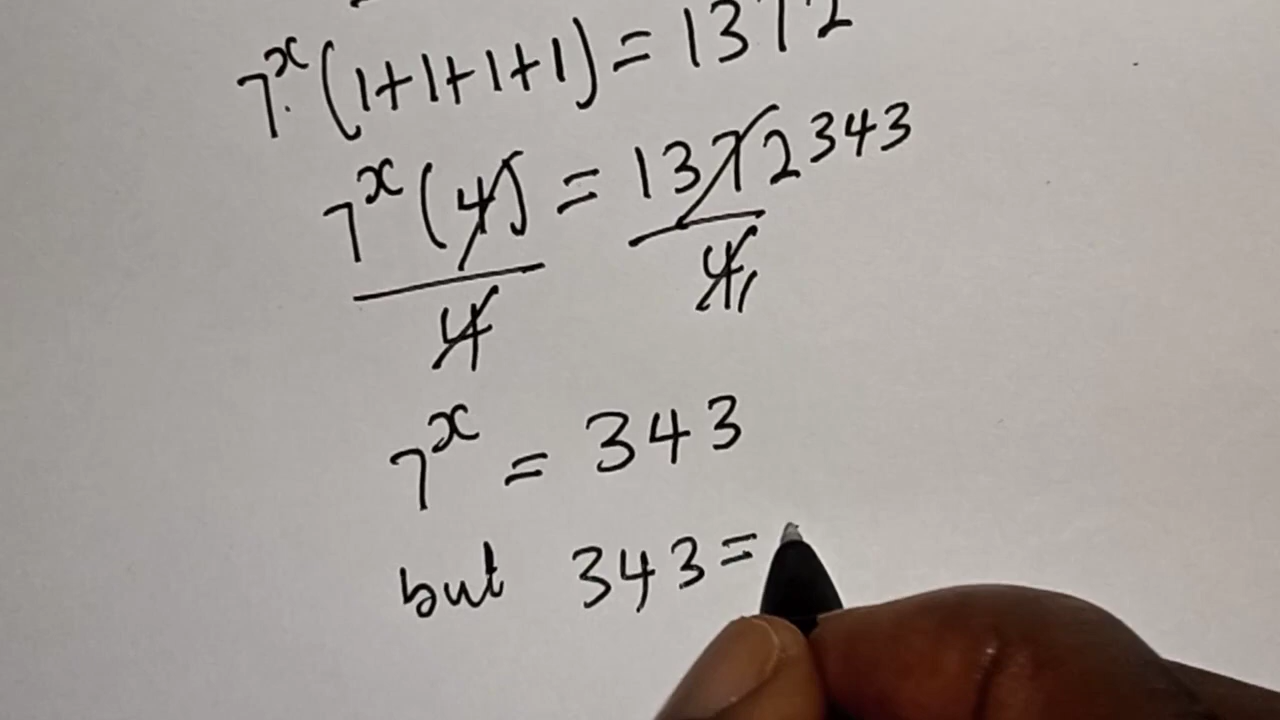 7^x(1+1+1+1) = 1372
7^x(4) = 1372 343
4 4,
7^x = 343
but 343 =